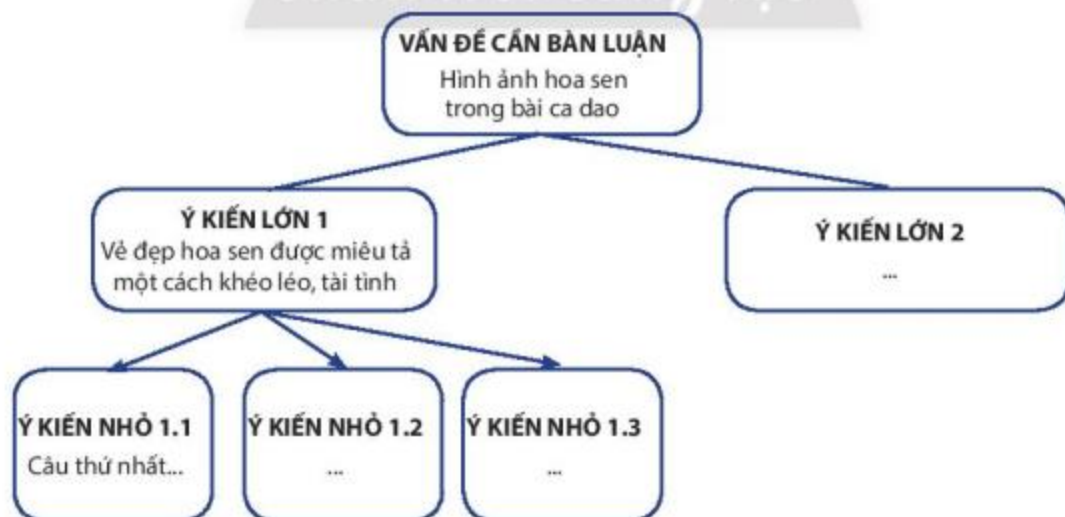 VẤN ĐỀ CẦN BÀN LUẬN
Hình ảnh hoa sen
trong bài ca dao
Ý KIẾN LỚN 1
Vẻ đẹp hoa sen được miêu tả
một cách khéo léo, tài tình
Ý KIẾN LỚN 2
...
Ý KIẾN NHỎ 1.1
Câu thứ nhất...
Ý KIẾN NHỎ 1.2
...
Ý KIẾN NHỎ 1.3
...